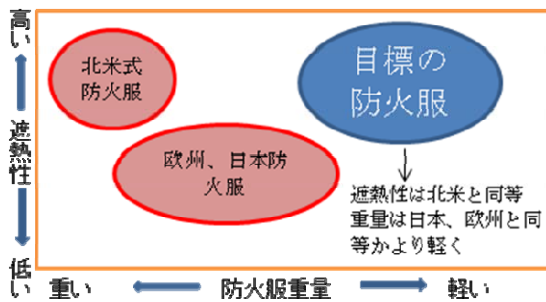 高い
遮熱性
低い
北米式
防火服
欧州、日本防
火服
目標の
防火服
遮熱性は北米と同等
重量は日本、欧州と同
等かより軽く
重い
防火服重量
軽い